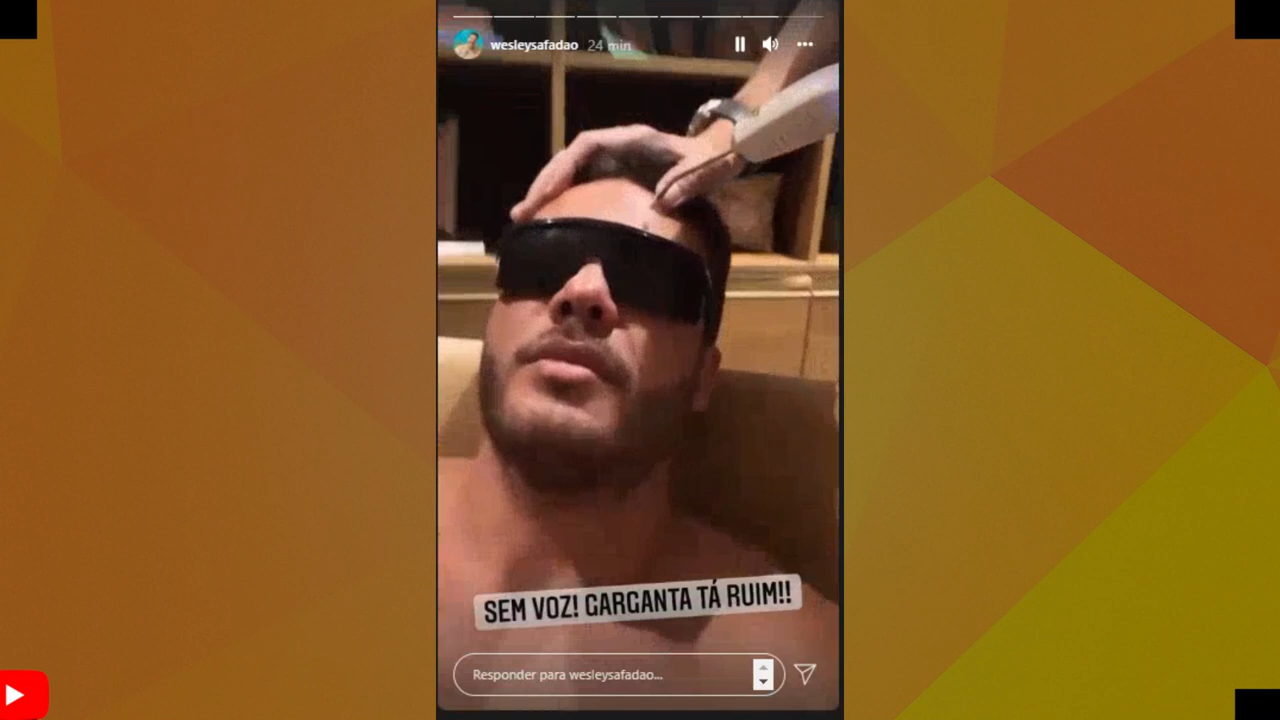 wesleysafadao 24 min
SEM VOZ! GARGANTA TÁ RUIM!!
Responder para wesleysafadao...